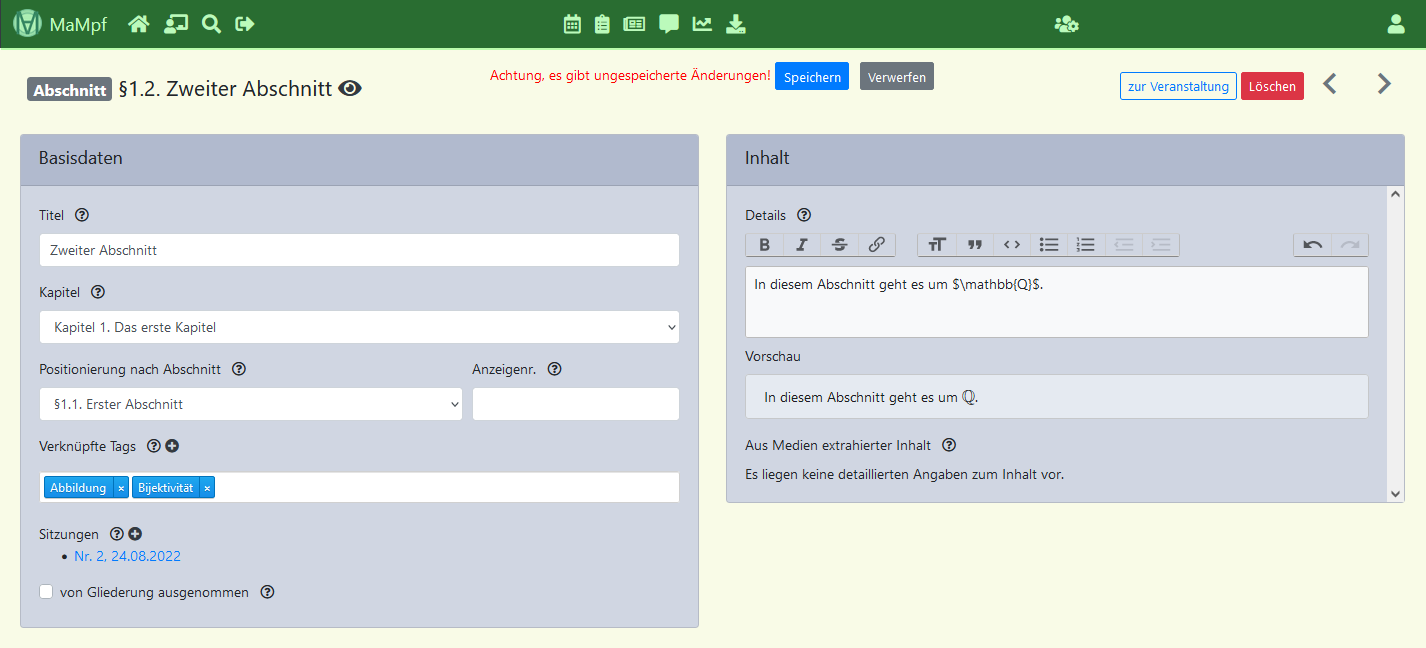 MaMpf
Achtung, es gibt ungespeicherte Änderungen! Speichern Verwerfen
Abschnitt §1.2. Zweiter Abschnitt
zur Veranstaltung Löschen
Basisdaten
Titel
Zweiter Abschnitt
Kapitel
Kapitel 1. Das erste Kapitel
Positionierung nach Abschnitt Anzeigenr.
§1.1. Erster Abschnitt
Verknüpfte Tags
Abbildung × Bijektivität ×
Sitzungen
Nr. 2, 24.08.2022
von Gliederung ausgenommen
Inhalt
Details
In diesem Abschnitt geht es um $\mathbb{Q}$.
Vorschau
In diesem Abschnitt geht es um ℚ.
Aus Medien extrahierter Inhalt
Es liegen keine detaillierten Angaben zum Inhalt vor.